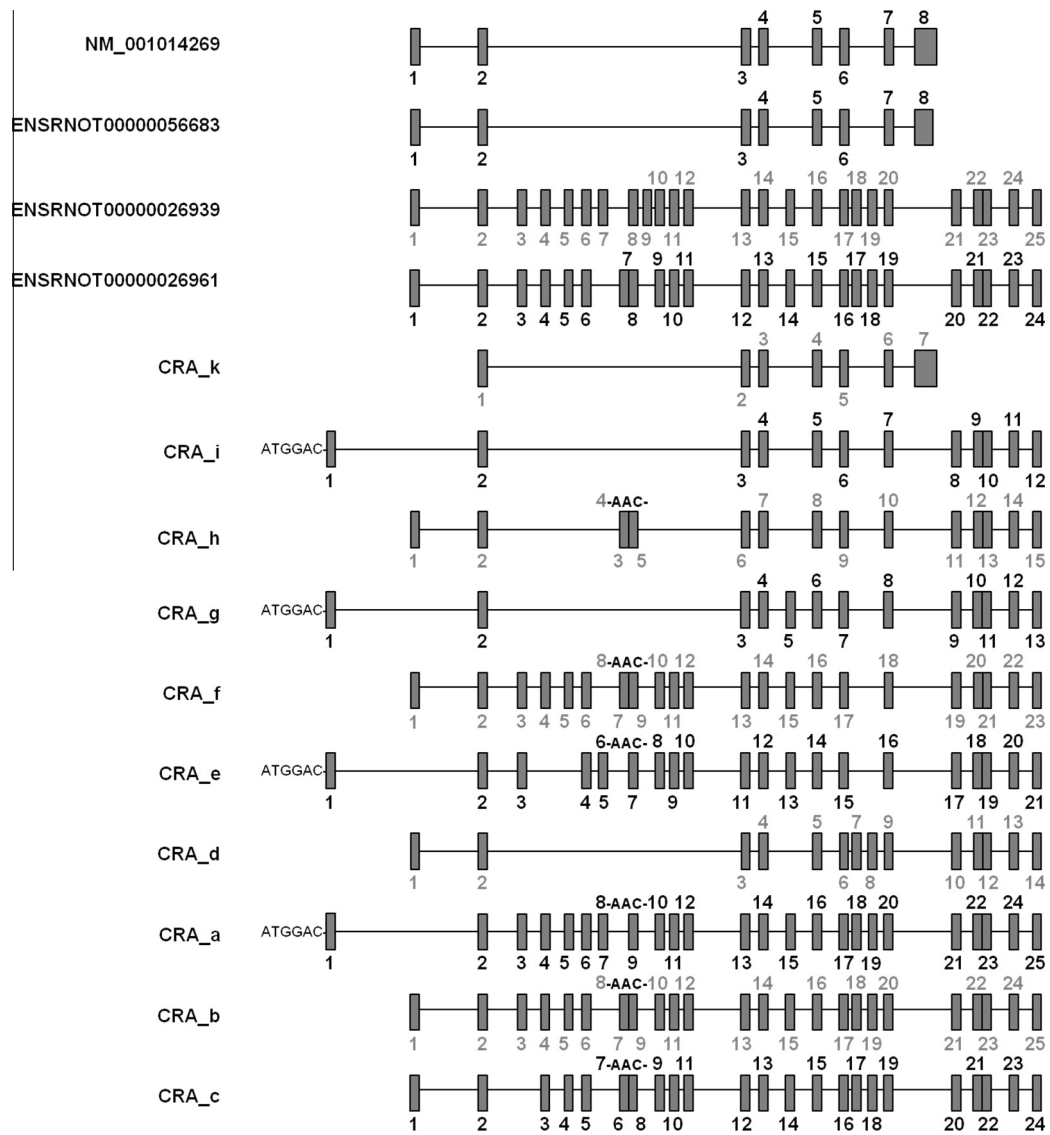 4 5 7 8
NM_001014269
1 2 3 6
4 5 7 8
ENSRNOT00000056683
1 2 3 6
10 12 14 16 18 20 22 24
ENSRNOT00000026939
1 2 3 4 5 6 7 8 9 11 13 15 17 19 21 23 25
7 9 11 13 15 17 19 21 23
ENSRNOT00000026961
1 2 3 4 5 6 8 10 12 14 16 18 20 22 24
3 4 6 7
CRA_k
1 2 5
4 5 7 9 11
CRA_i ATGGAC
1 2 3 6 8 10 12
4-AAC- 7 8 10 12 14
CRA_h
1 2 3 5 6 9 11 13 15
4 6 8 10 12
CRA_g ATGGAC
1 2 3 5 7 9 11 13
8-AAC- 10 12 14 16 18 20 22
CRA_f
1 2 3 4 5 6 7 9 11 13 15 17 19 21 23
6-AAC- 8 10 12 14 16 18 20
CRA_e ATGGAC
1 2 3 4 5 7 9 11 13 15 17 19 21
4 5 7 9 11 13
CRA_d
1 2 3 6 8 10 12 14
8-AAC- 10 12 14 16 18 20 22 24
CRA_a ATGGAC
1 2 3 4 5 6 7 9 11 13 15 17 19 21 23 25
8-AAC- 10 12 14 16 18 20 22 24
CRA_b
1 2 3 4 5 6 7 9 11 13 15 17 19 21 23 25
7-AAC- 9 11 13 15 17 19 21 23
CRA_c
1 2 3 4 5 6 8 10 12 14 16 18 20 22 24